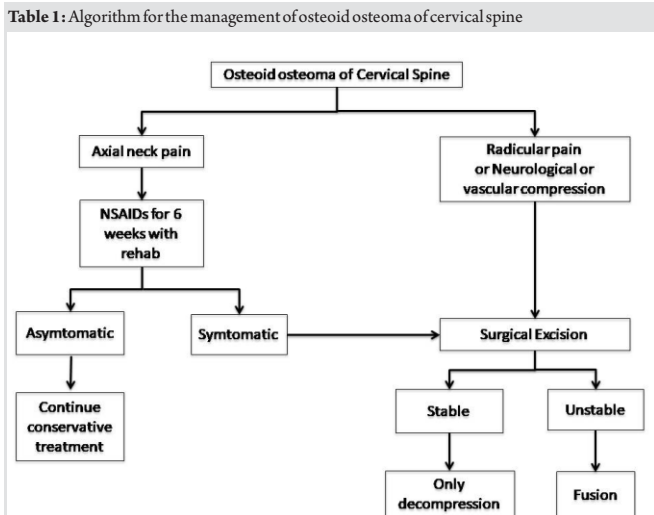 Table 1: Algorithm for the management of osteoid osteoma of cervical spine
Osteoid osteoma of Cervical Spine
Axial neck pain
Radicular pain
or Neurological or
vascular compression
NSAIDs for 6
weeks with
rehab
Asymtomatic
Symtomatic
Surgical Excision
Continue
conservative
treatment
Stable
Unstable
Only
decompression
Fusion